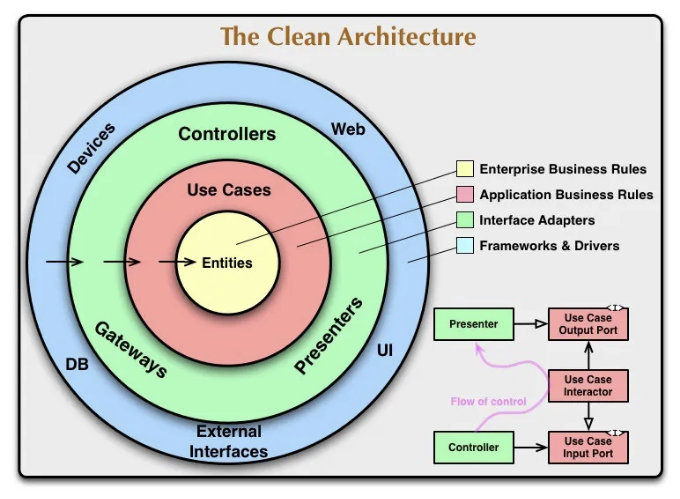 The Clean Architecture
Devices
Controllers
Web
Use Cases
Entities
Gateways
Presenters
DB
UI
External
Interfaces
Enterprise Business Rules
Application Business Rules
Interface Adapters
Frameworks & Drivers
Presenter
<I>
Use Case
Output Port
Flow of control
Use Case
Interactor
Controller
<I>
Use Case
Input Port